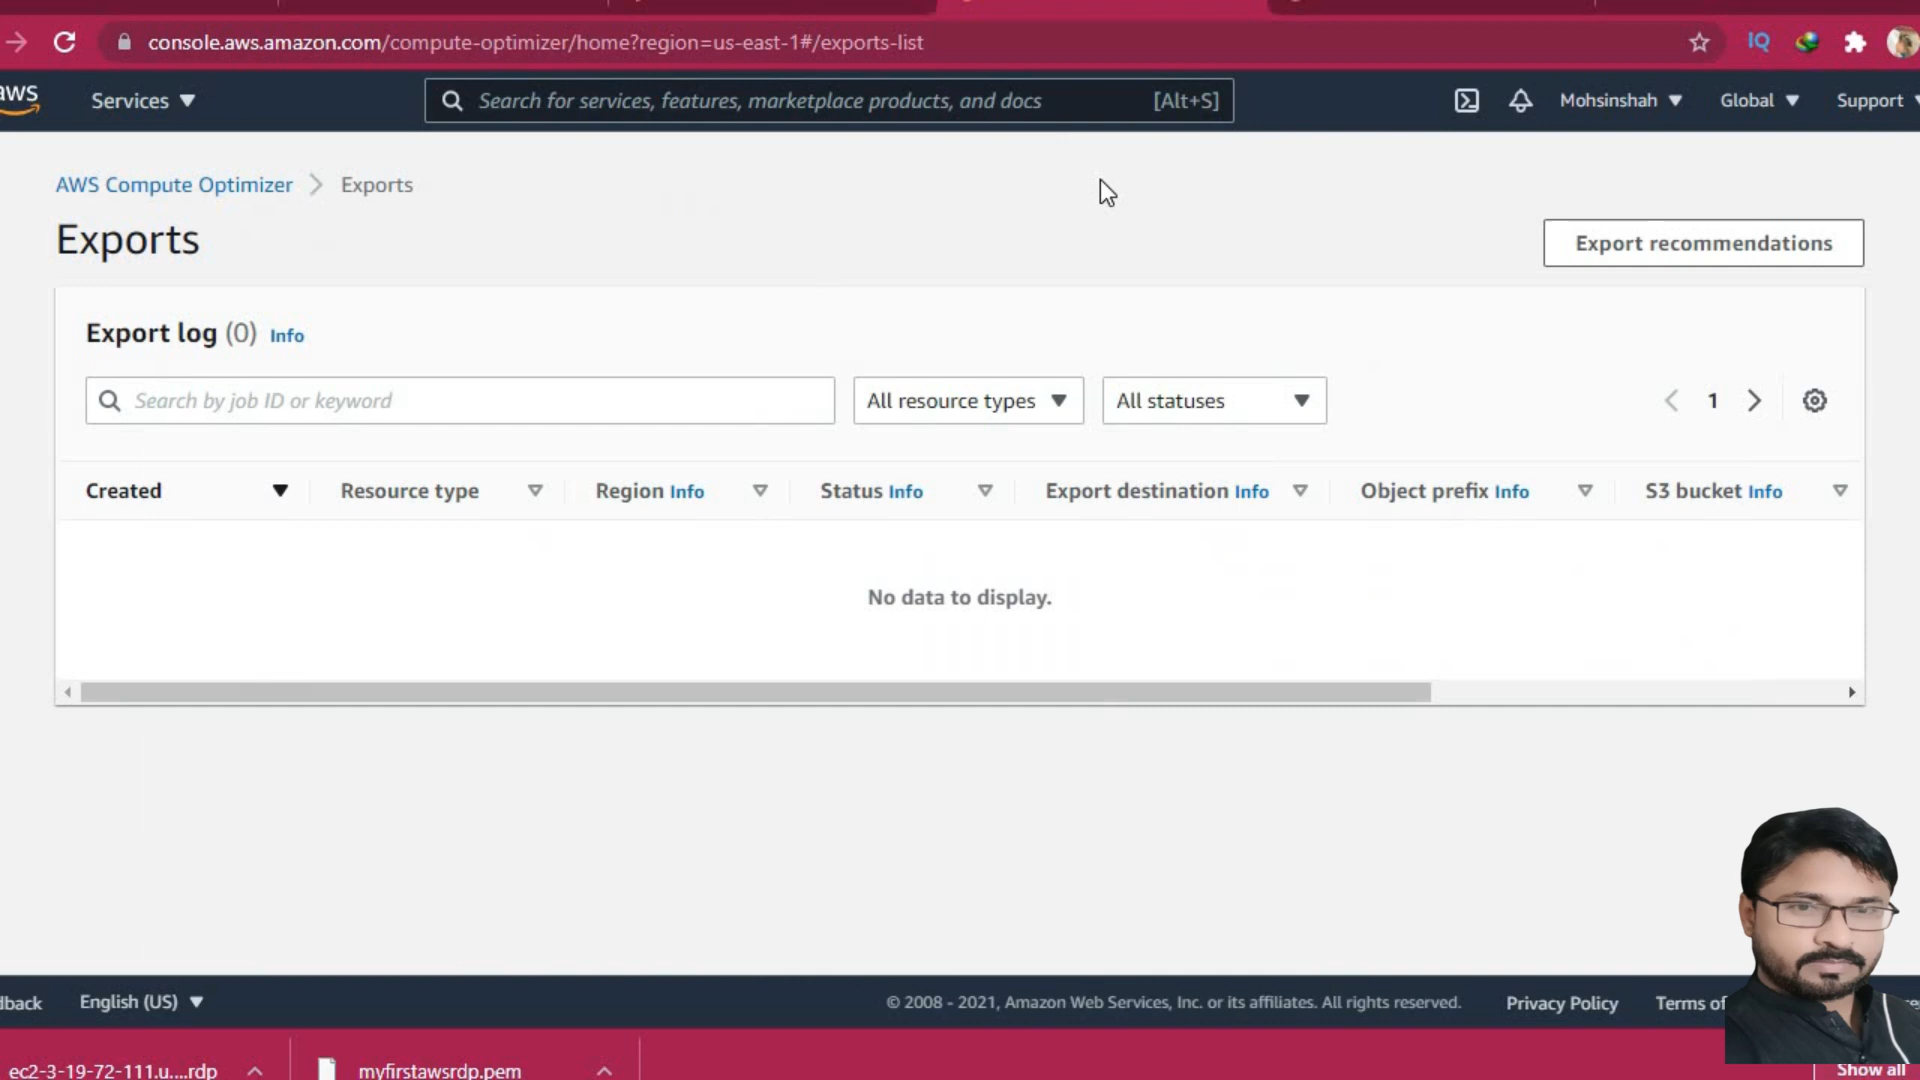 console.aws.amazon.com/compute-optimizer/home?region=us-east-1#/exports-list
IQ
aws
Services
Search for services, features, marketplace products, and docs
[Alt+S]
Mohsinshah
Global
Support
AWS Compute Optimizer
Exports
Exports
Export recommendations
Export log (0) Info
Search by job ID or keyword
All resource types
All statuses
1
Created
Resource type
Region Info
Status Info
Export destination Info
Object prefix Info
S3 bucket Info
No data to display.
dback
English (US)
© 2008 - 2021, Amazon Web Services, Inc. or its affiliates. All rights reserved.
Privacy Policy
Terms of
ec2-3-19-72-111.u....rdp
myfirstawsrdp.pem
Show all